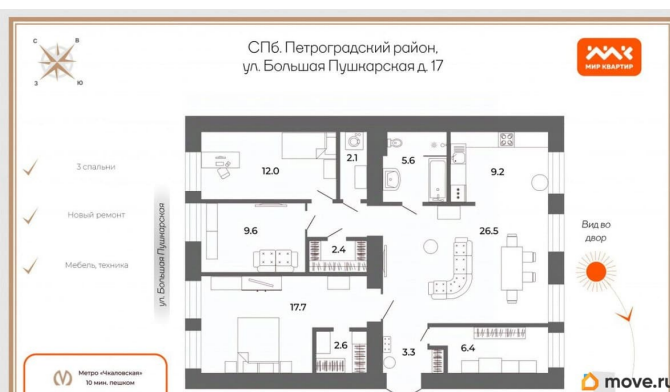 С
В
З
Ю
СПб. Петроградский район,
ул. Большая Пушкарская д. 17
МИР КВАРТИР
3 спальни
Новый ремонт
Мебель, техника
ул. Большая Пушкарская
12.0
2.1
5.6
9.2
9.6
2.4
26.5
17.7
2.6
3.3
6.4
Вид во
двор
Метро «Чкаловская»
10 мин. пешком
move.ru